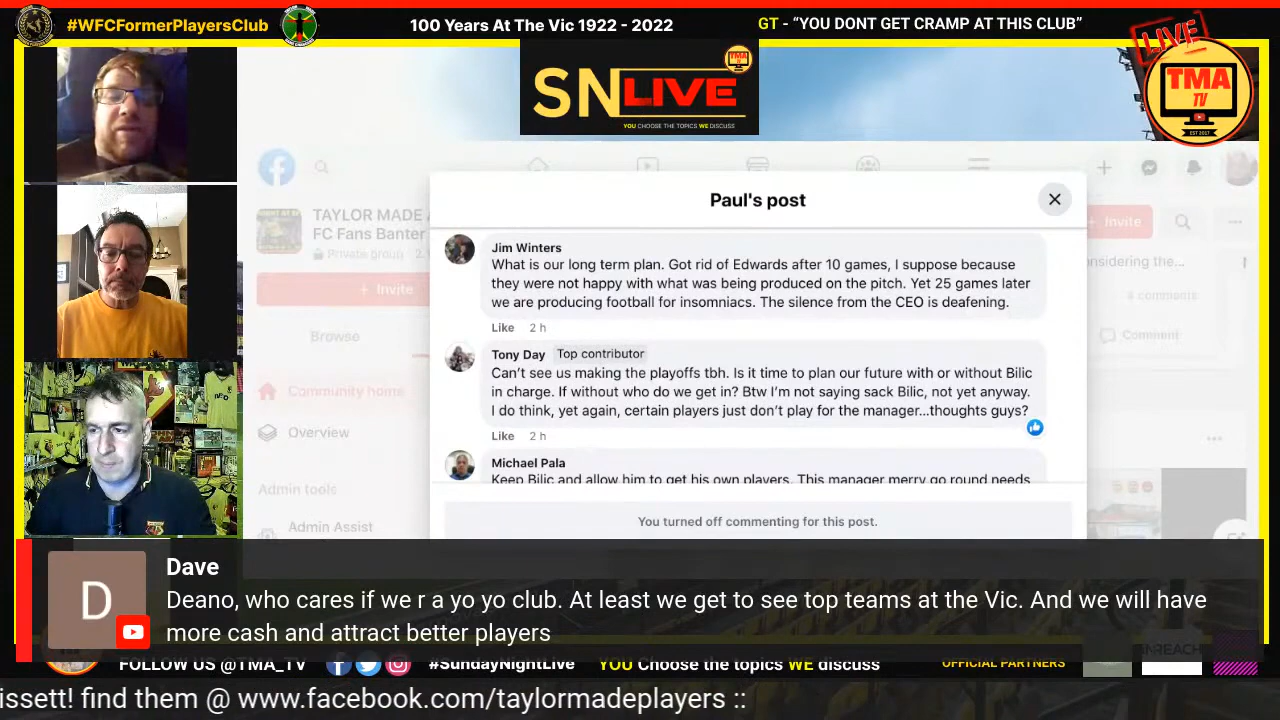 #WFCFormerPlayersClub
100 Years At The Vic 1922 - 2022
GT - “YOU DONT GET CRAMP AT THIS CLUB”
LIVE
TMA
TV
EST 2017
SN LIVE
YOU CHOOSE THE TOPICS WE DISCUSS
TAYLOR MADE A
FC Fans Banter
Private group
Invite
Browse
Community home
Overview
Admin tools
Admin Assist
Invite
onsidering the...
comments
Comment
Paul's post
Jim Winters
What is our long term plan. Got rid of Edwards after 10 games, I suppose because
they were not happy with what was being produced on the pitch. Yet 25 games later
we are producing football for insomniacs. The silence from the CEO is deafening.
Like 2 h
Tony Day Top contributor
Can’t see us making the playoffs tbh. Is it time to plan our future with or without Bilic
in charge. If without who do we get in? Btw I’m not saying sack Bilic, not yet anyway.
I do think, yet again, certain players just don’t play for the manager…thoughts guys?
Like 2 h
Michael Pala
Keep Bilic and allow him to get his own players. This manager merry go round needs
You turned off commenting for this post.
D
Dave
Deano, who cares if we r a yo yo club. At least we get to see top teams at the Vic. And we will have
more cash and attract better players
FOLLOW US @TMA_TV #SundayNightLive YOU Choose the topics WE discuss OFFICIAL PARTNERS
issett! find them @ www.facebook.com/taylormadeplayers ::